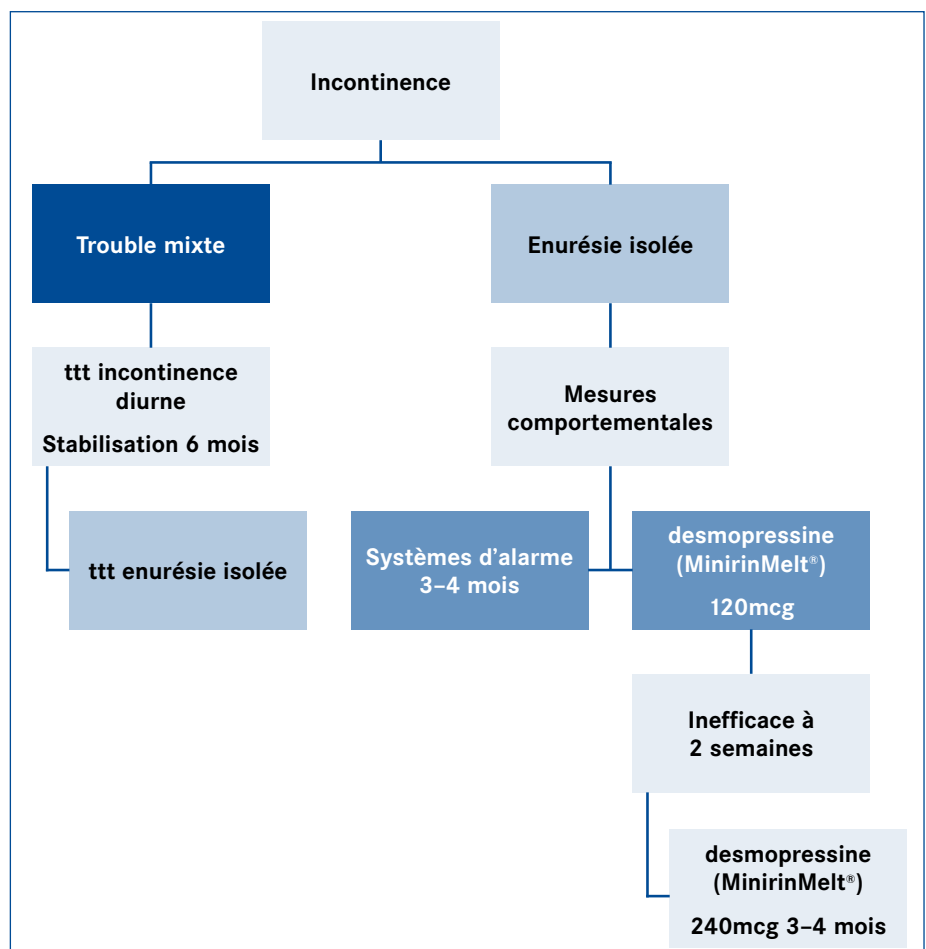 Incontinence
Trouble mixte
Enurésie isolée
ttt incontinence
diurne
Stabilisation 6 mois
Mesures
comportementales
ttt enurésie isolée
Systèmes d’alarme
3–4 mois
desmopressine
(MinirinMelt®)
120mcg
Inefficace à
2 semaines
desmopressine
(MinirinMelt®)
240mcg 3–4 mois